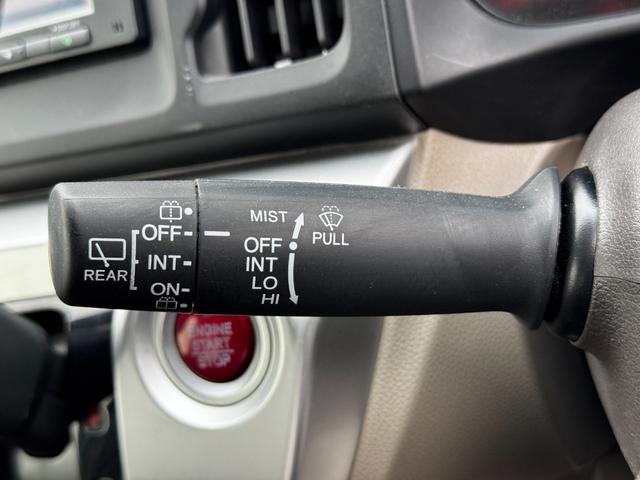 MIST
PULL
OFF
INT
LO
HI
REAR
OFF
INT
ON
ENGINE
START
STOP